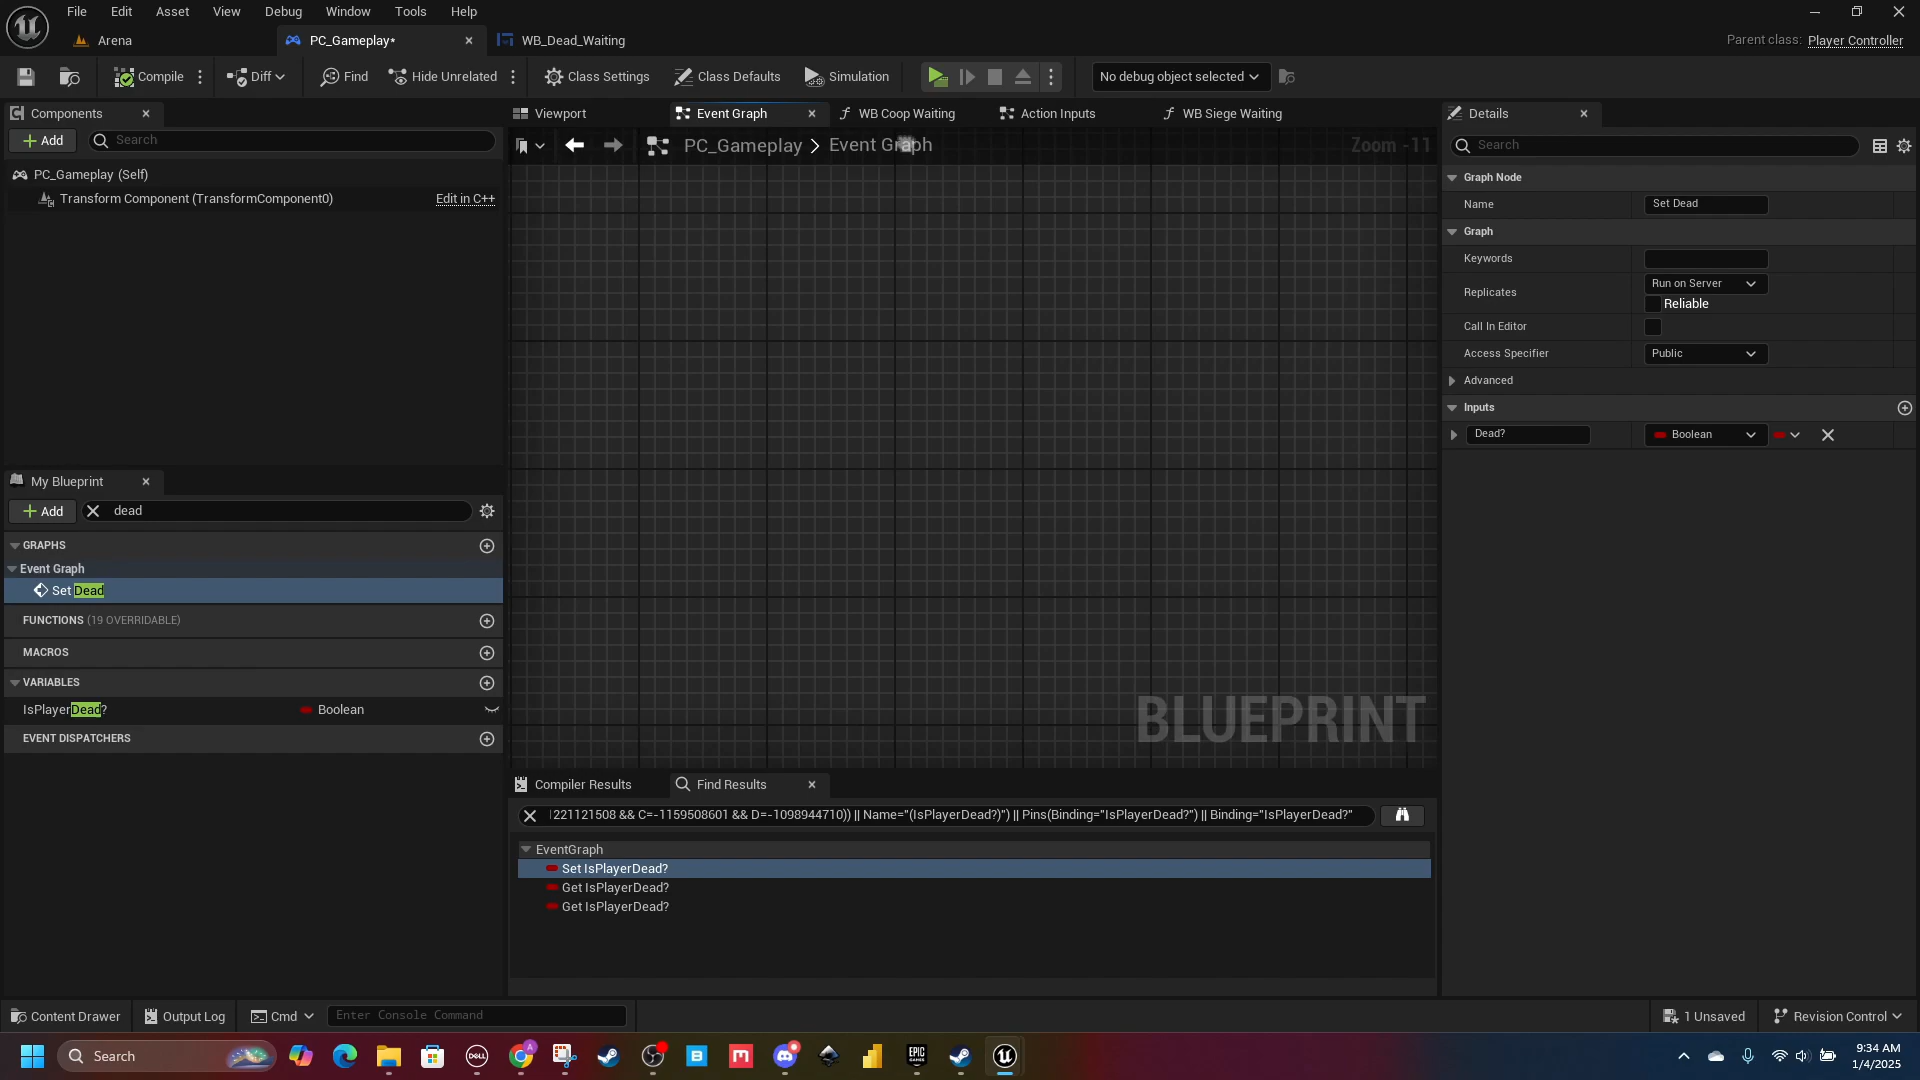 File Edit Asset View Debug Window Tools Help
Arena PC_Gameplay* WB_Dead_Waiting Parent class: Player Controller
Compile Diff Find Hide Unrelated Class Settings Class Defaults Simulation No debug object selected
Components
Add Search
PC_Gameplay (Self)
Transform Component (TransformComponent0) Edit in C++
My Blueprint
Add dead
GRAPHS
Event Graph
Set Dead
FUNCTIONS (19 OVERRIDABLE)
MACROS
VARIABLES
IsPlayerDead? Boolean
EVENT DISPATCHERS
Viewport Event Graph WB Coop Waiting Action Inputs WB Siege Waiting
PC_Gameplay > Event Graph Zoom -11
BLUEPRINT
Compiler Results Find Results
221121508 && C=-1159508601 && D=-1098944710)) || Name="(IsPlayerDead?)") || Pins(Binding="IsPlayerDead?") || Binding="IsPlayerDead?"
EventGraph
Set IsPlayerDead?
Get IsPlayerDead?
Get IsPlayerDead?
Details
Search
Graph Node
Name Set Dead
Graph
Keywords
Replicates Run on Server
Reliable
Call In Editor
Access Specifier Public
Advanced
Inputs
Dead? Boolean
Content Drawer Output Log Cmd Enter Console Command 1 Unsaved Revision Control
Search 9:34 AM
1/4/2025